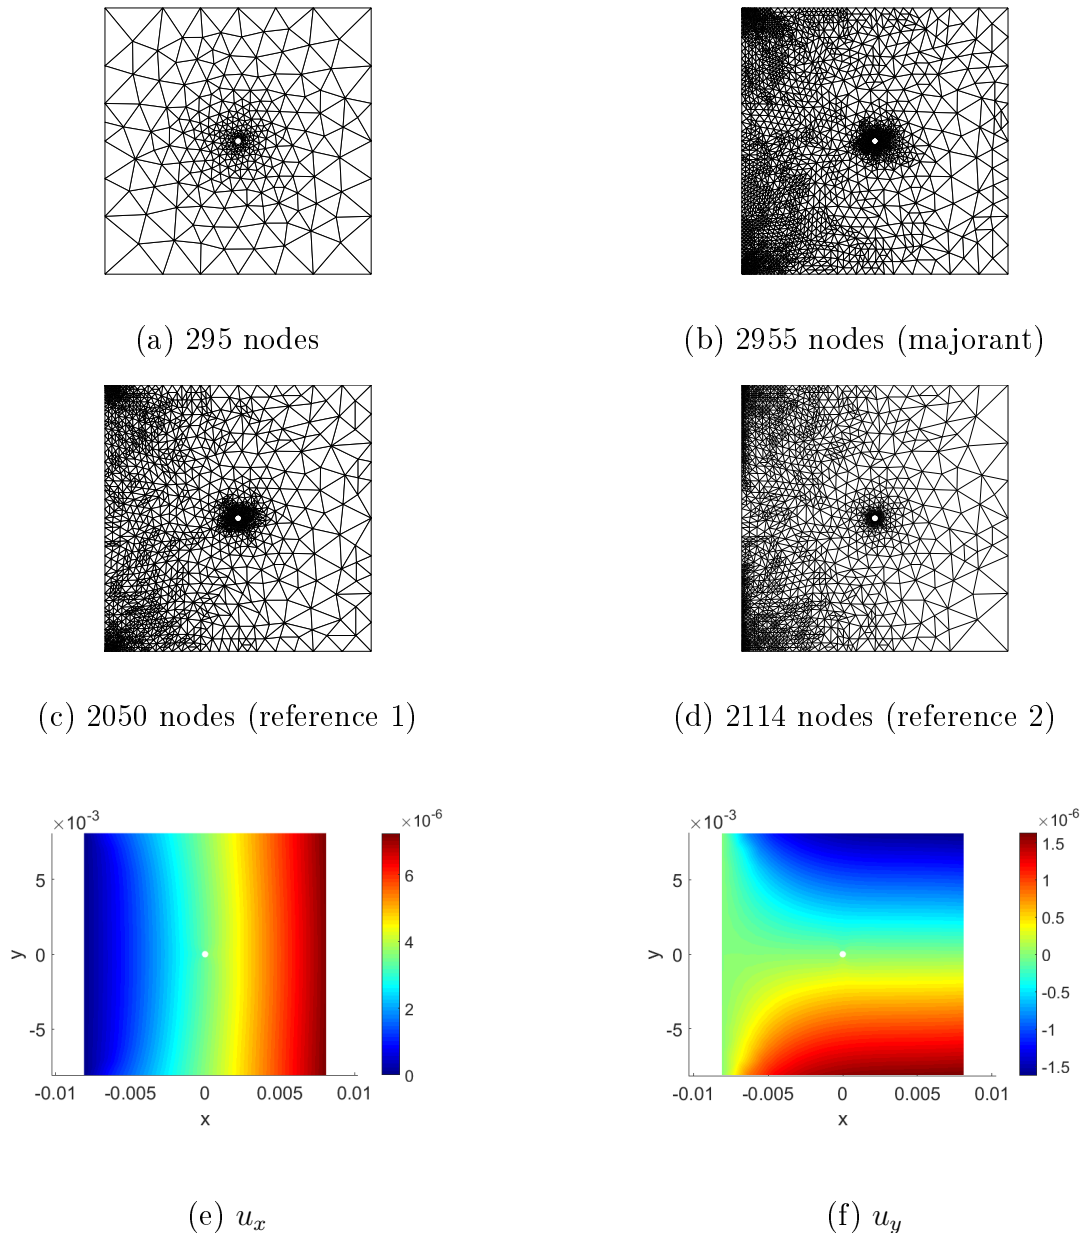 (a) 295 nodes
(b) 2955 nodes (majorant)
(c) 2050 nodes (reference 1)
(d) 2114 nodes (reference 2)
×10⁻³
×10⁻⁶
5
0
-5
y
-0.01 -0.005 0 0.005 0.01
x
6
4
2
0
×10⁻³
×10⁻⁶
5
0
-5
y
-0.01 -0.005 0 0.005 0.01
x
1.5
1
0.5
0
-0.5
-1
-1.5
(e) uₓ
(f) u_y